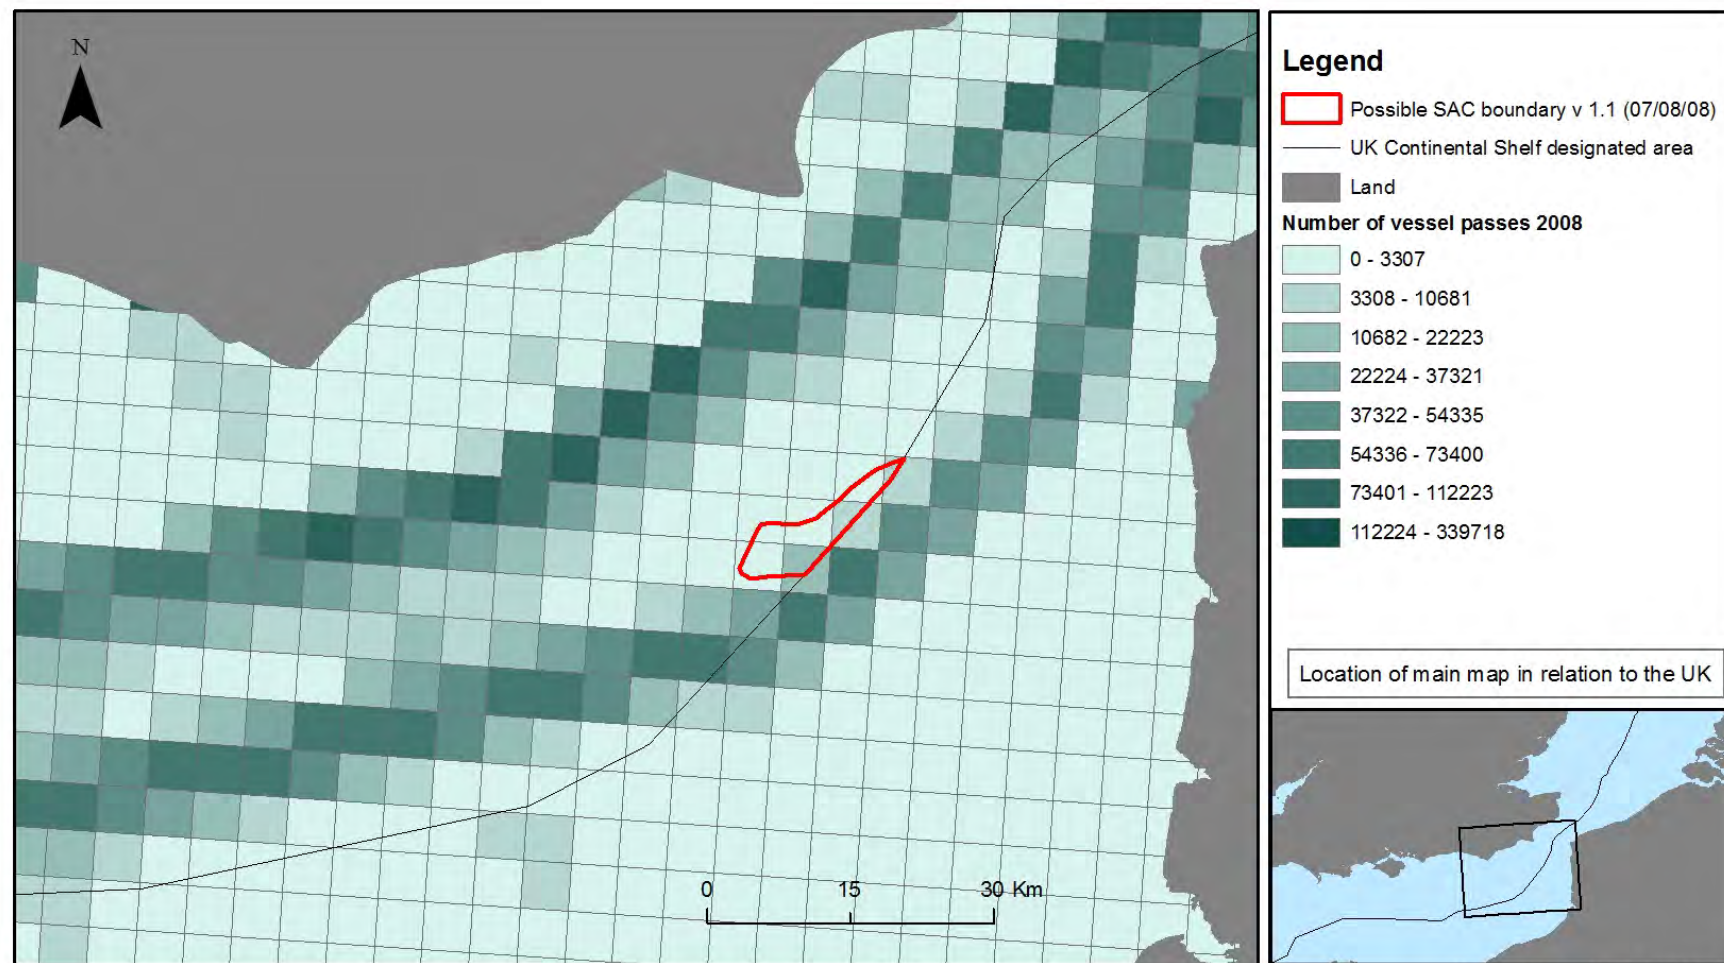 N
0 15 30 Km
Legend
Possible SAC boundary v 1.1 (07/08/08)
UK Continental Shelf designated area
Land
Number of vessel passes 2008
0 - 3307
3308 - 10681
10682 - 22223
22224 - 37321
37322 - 54335
54336 - 73400
73401 - 112223
112224 - 339718
Location of main map in relation to the UK